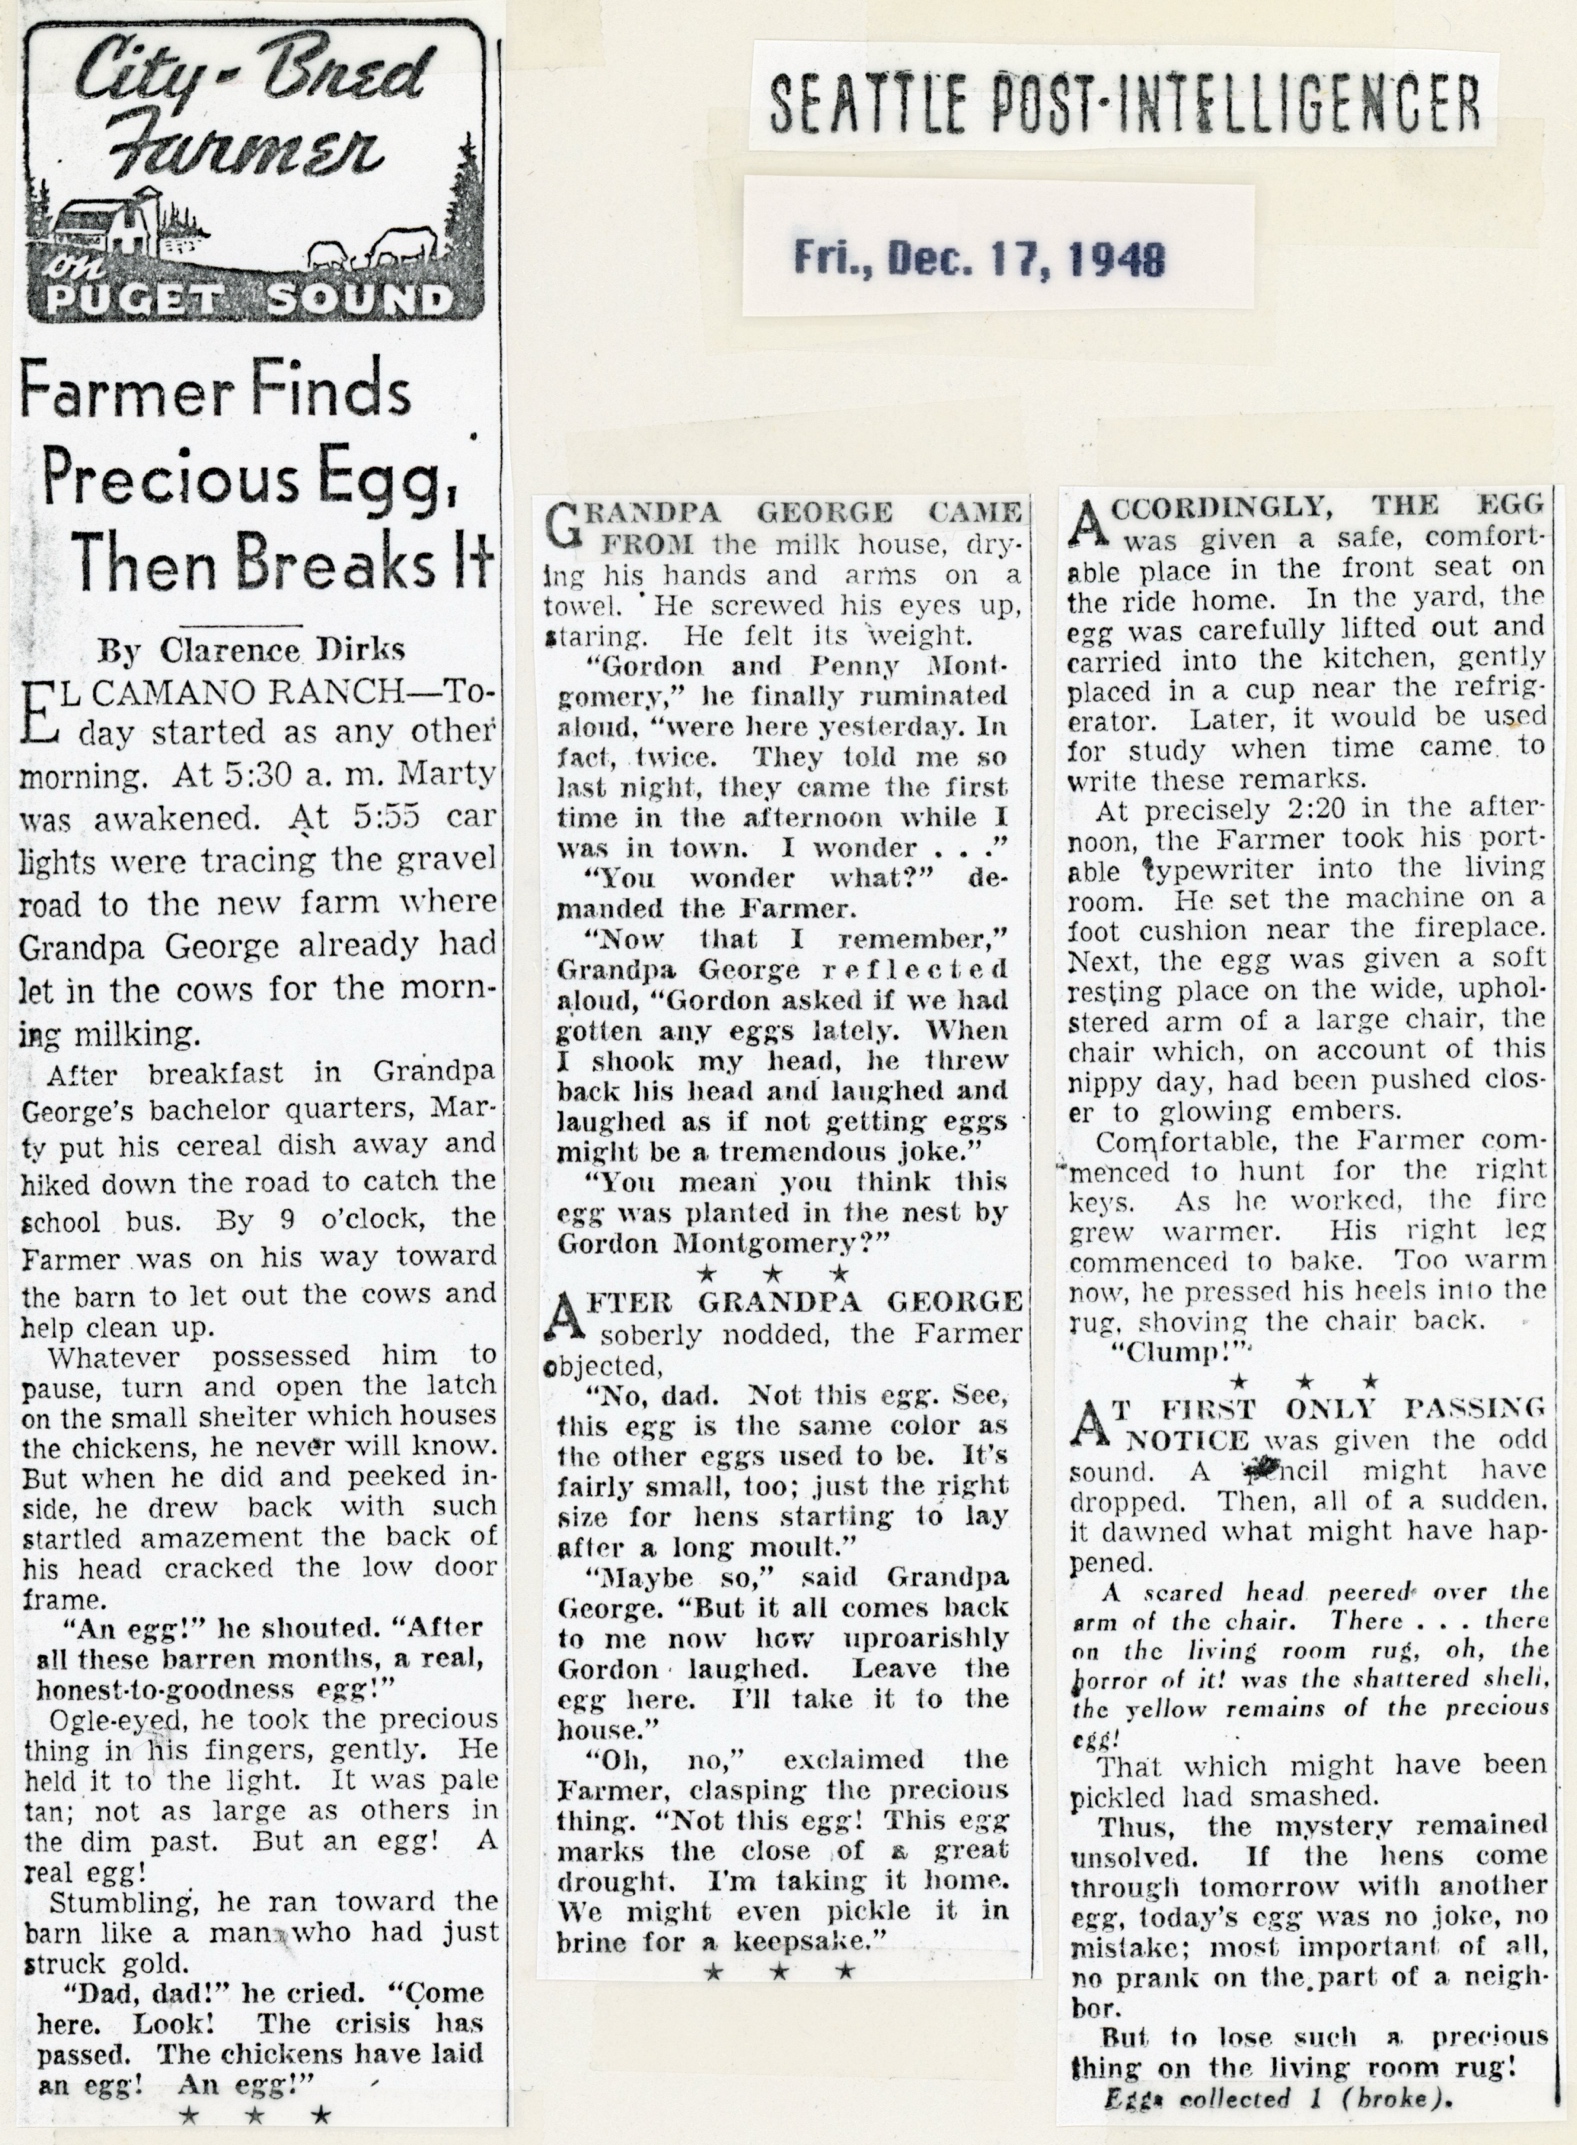 City-Bred
Farmer
on
PUGET SOUND
Farmer Finds
Precious Egg,
Then Breaks It
By Clarence Dirks
EL CAMANO RANCH—To-
day started as any other
morning. At 5:30 a. m. Marty
was awakened. At 5:55 car
lights were tracing the gravel
road to the new farm where
Grandpa George already had
let in the cows for the morn-
ing milking.
After breakfast in Grandpa
George's bachelor quarters, Mar-
ty put his cereal dish away and
hiked down the road to catch the
school bus. By 9 o'clock, the
Farmer was on his way toward
the barn to let out the cows and
help clean up.
Whatever possessed him to
pause, turn and open the latch
on the small shelter which houses
the chickens, he never will know.
But when he did and peeked in-
side, he drew back with such
startled amazement the back of
his head cracked the low door
frame.
"An egg!" he shouted. "After
all these barren months, a real,
honest-to-goodness egg!"
Ogle-eyed, he took the precious
thing in his fingers, gently. He
held it to the light. It was pale
tan; not as large as others in
the dim past. But an egg! A
real egg!
Stumbling, he ran toward the
barn like a man who had just
struck gold.
"Dad, dad!" he cried. "Come
here. Look! The crisis has
passed. The chickens have laid
an egg! An egg!"
★ ★ ★
SEATTLE POST-INTELLIGENCER
Fri., Dec. 17, 1948
GRANDPA GEORGE CAME
FROM the milk house, dry-
ing his hands and arms on a
towel. He screwed his eyes up,
staring. He felt its weight.
"Gordon and Penny Mont-
gomery," he finally ruminated
aloud, "were here yesterday. In
fact, twice. They told me so
last night, they came the first
time in the afternoon while I
was in town. I wonder . . ."
"You wonder what?" de-
manded the Farmer.
"Now that I remember,"
Grandpa George reflected
aloud, "Gordon asked if we had
gotten any eggs lately. When
I shook my head, he threw
back his head and laughed and
laughed as if not getting eggs
might be a tremendous joke."
"You mean you think this
egg was planted in the nest by
Gordon Montgomery?"
★ ★ ★
AFTER GRANDPA GEORGE
soberly nodded, the Farmer
objected,
"No, dad. Not this egg. See,
this egg is the same color as
the other eggs used to be. It's
fairly small, too; just the right
size for hens starting to lay
after a long moult."
"Maybe so," said Grandpa
George. "But it all comes back
to me now how uproarishly
Gordon laughed. Leave the
egg here. I'll take it to the
house."
"Oh, no," exclaimed the
Farmer, clasping the precious
thing. "Not this egg! This egg
marks the close of a great
drought. I'm taking it home.
We might even pickle it in
brine for a keepsake."
★ ★ ★
ACCORDINGLY, THE EGG
was given a safe, comfort-
able place in the front seat on
the ride home. In the yard, the
egg was carefully lifted out and
carried into the kitchen, gently
placed in a cup near the refrig-
erator. Later, it would be used
for study when time came to
write these remarks.
At precisely 2:20 in the after-
noon, the Farmer took his port-
able typewriter into the living
room. He set the machine on a
foot cushion near the fireplace.
Next, the egg was given a soft
resting place on the wide, uphol-
stered arm of a large chair, the
chair which, on account of this
nippy day, had been pushed clos-
er to glowing embers.
Comfortable, the Farmer com-
menced to hunt for the right
keys. As he worked, the fire
grew warmer. His right leg
commenced to bake. Too warm
now, he pressed his heels into the
rug, shoving the chair back.
"Clump!"
★ ★ ★
AT FIRST ONLY PASSING
NOTICE was given the odd
sound. A pencil might have
dropped. Then, all of a sudden,
it dawned what might have hap-
pened.
A scared head peered over the
arm of the chair. There . . . there
on the living room rug, oh, the
horror of it! was the shattered shell,
the yellow remains of the precious
egg!
That which might have been
pickled had smashed.
Thus, the mystery remained
unsolved. If the hens come
through tomorrow with another
egg, today's egg was no joke, no
mistake; most important of all,
no prank on the part of a neigh-
bor.
But to lose such a precious
thing on the living room rug!
Eggs collected 1 (broke).